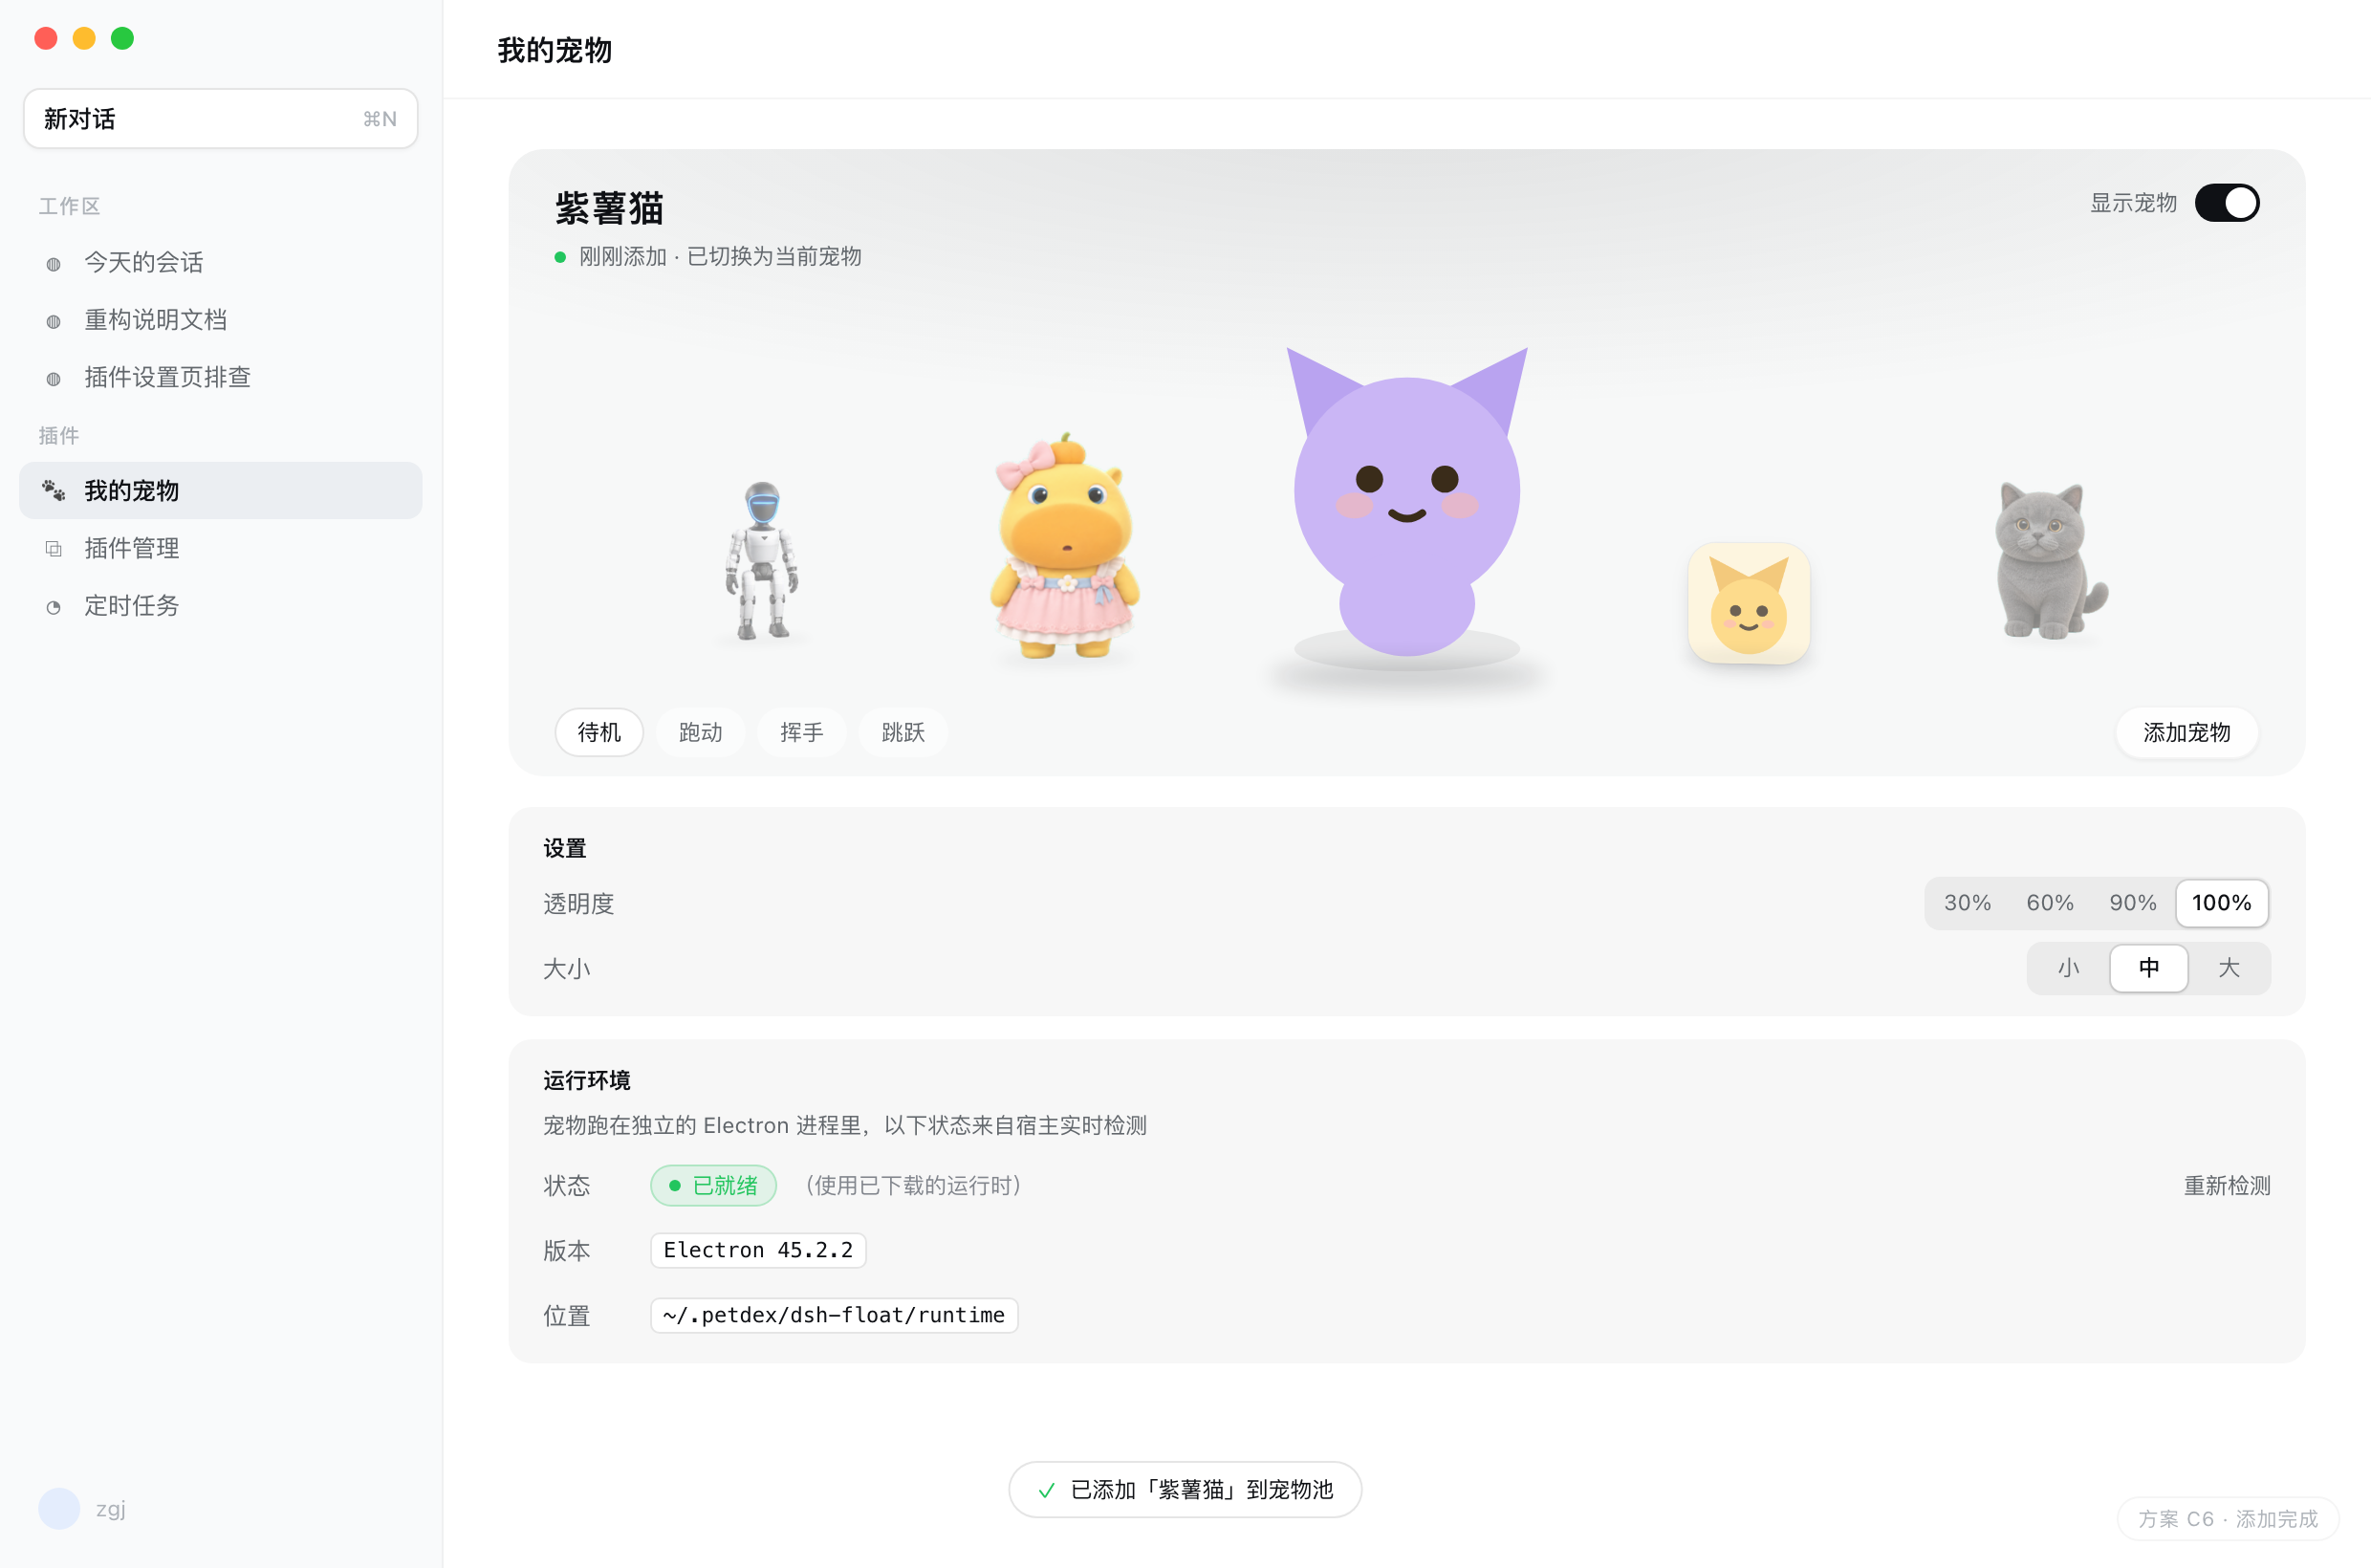 新对话 ⌘N
工作区
今天的会话
重构说明文档
插件设置页排查
插件
我的宠物
插件管理
定时任务
zgj
我的宠物
紫薯猫
显示宠物
刚刚添加 · 已切换为当前宠物
待机 跑动 挥手 跳跃
添加宠物
设置
透明度 30% 60% 90% 100%
大小 小 中 大
运行环境
宠物跑在独立的 Electron 进程里，以下状态来自宿主实时检测
状态 已就绪 （使用已下载的运行时） 重新检测
版本 Electron 45.2.2
位置 ~/.petdex/dsh-float/runtime
已添加「紫薯猫」到宠物池
方案 C6 · 添加完成